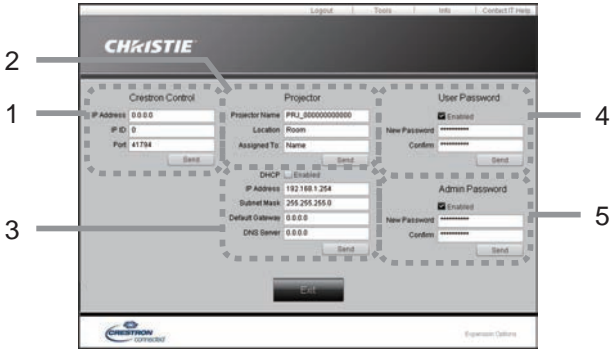 Logout | Tools | Info | Contact IT Help
CHRISTIE
2
1
3
4
5
Crestron Control
IP Address 0.0.0.0
IP ID 0
Port 41794
Send
Projector
Projector Name PRJ_000000000000
Location Room
Assigned To: Name
Send
DHCP Enabled
IP Address 192.168.1.254
Subnet Mask 255.255.255.0
Default Gateway 0.0.0.0
DNS Server 0.0.0.0
Send
User Password
Enabled
New Password ***********
Confirm ***********
Send
Admin Password
Enabled
New Password ***********
Confirm ***********
Send
Exit
CRESTRON connected
Expansion Options